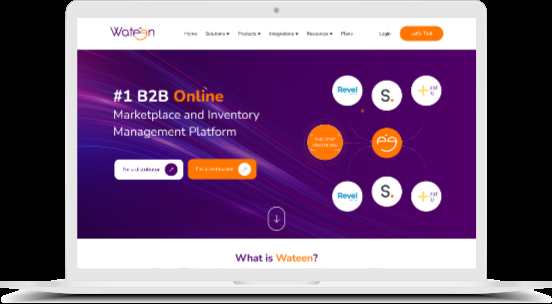 Wateen
Home Solutions Products Integrations Resources Plans
Login
Let's Talk
#1 B2B Online
Marketplace and Inventory
Management Platform
I'm a distributor
I'm a restaurant
Revel
S.
Revel
S.
What is Wateen?